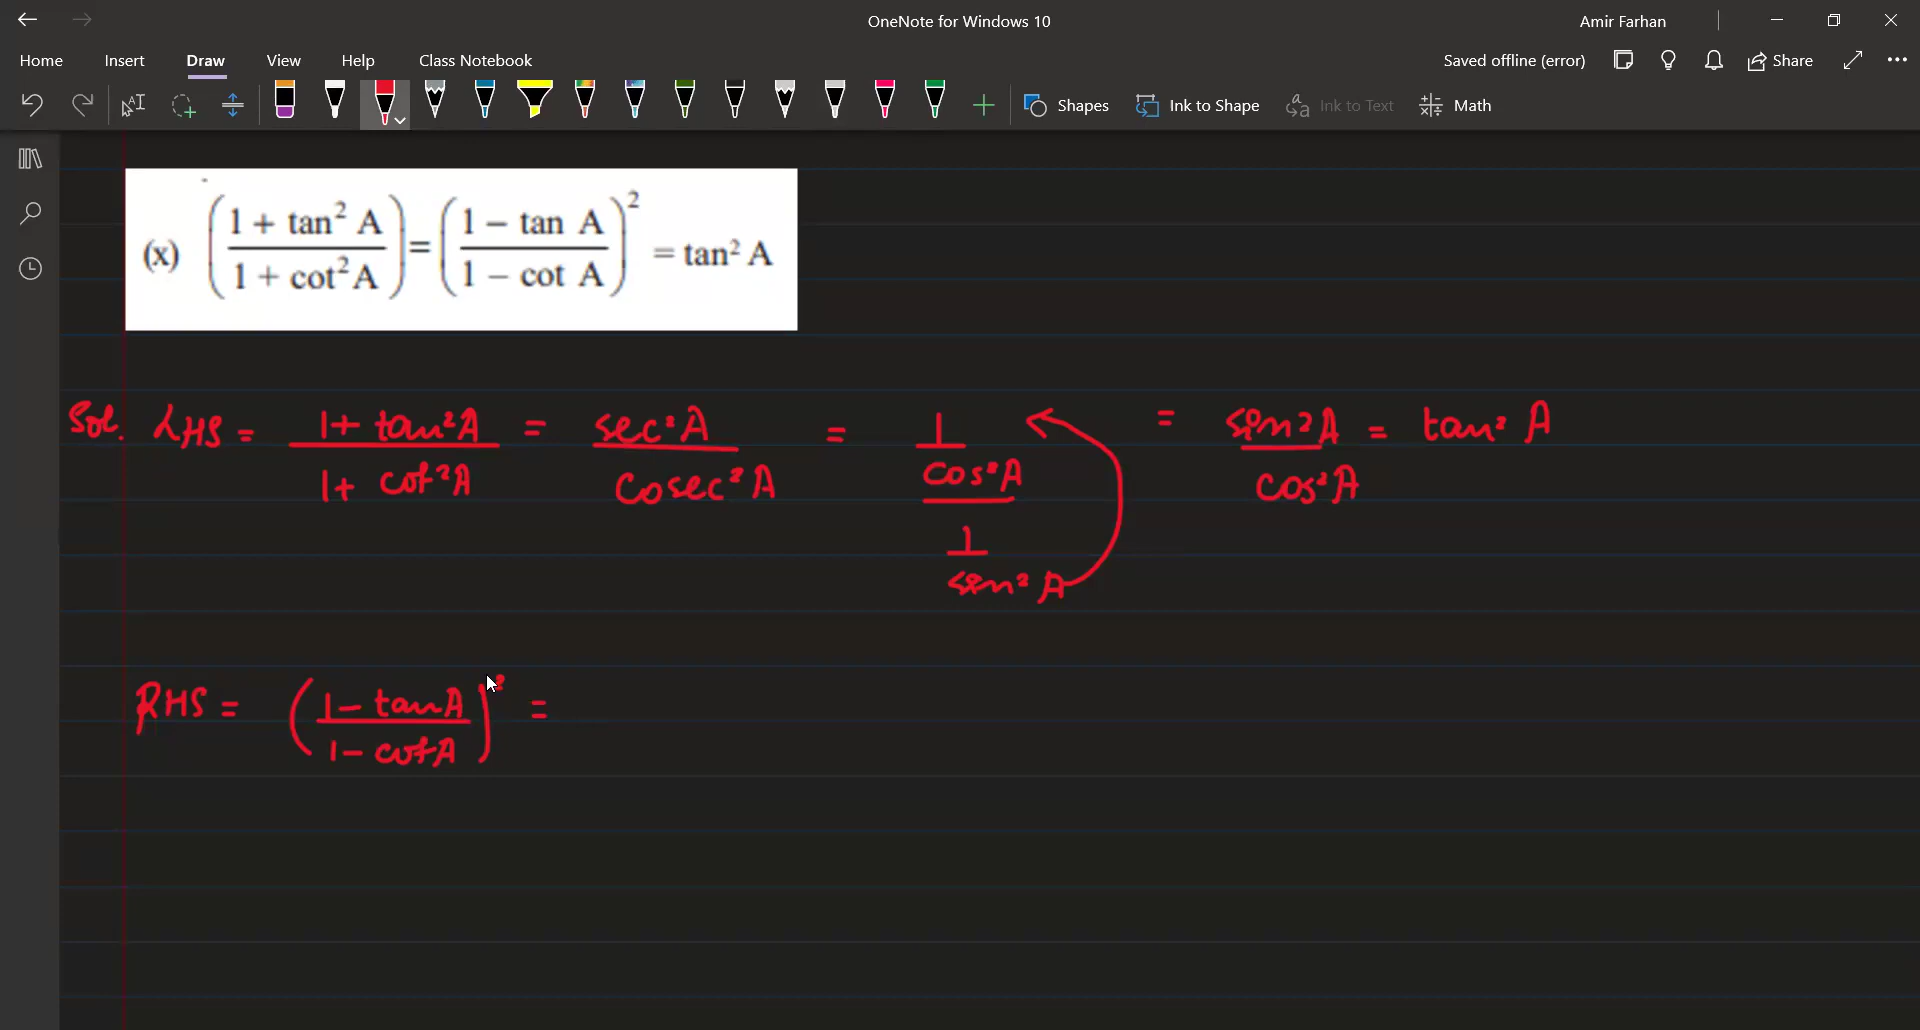 OneNote for Windows 10
Amir Farhan
Home Insert Draw View Help Class Notebook
Saved offline (error) Share
Shapes Ink to Shape Ink to Text Math
(x) ((1 + tan² A)/(1 + cot² A)) = ((1 − tan A)/(1 − cot A))² = tan² A
Sol. LHS = (1 + tan²A)/(1 + cot²A) = sec²A/cosec²A = (1/cos²A)/(1/sin²A) = sin²A/cos²A = tan² A
RHS = ((1 − tanA)/(1 − cotA))² =